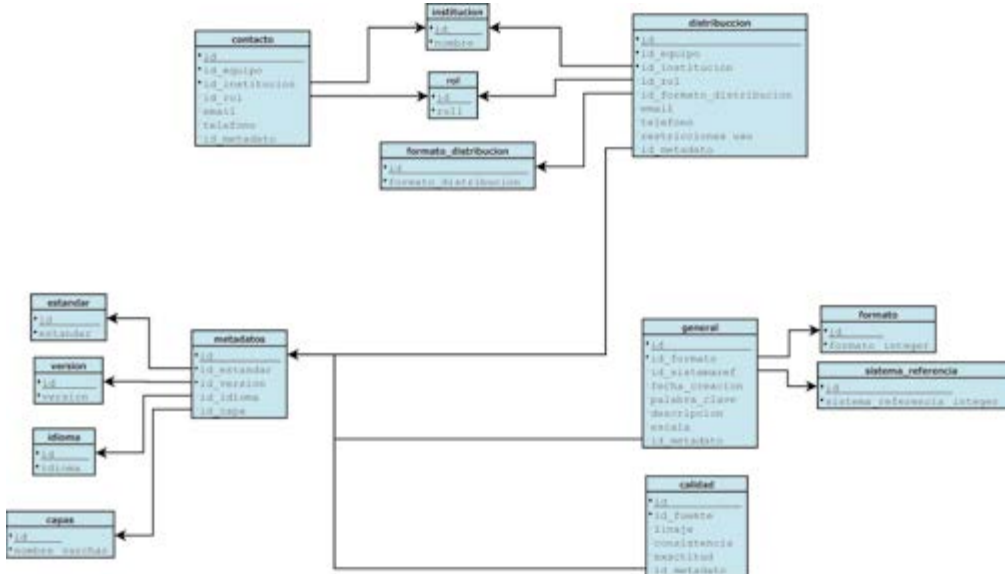 institucion
id
nombre
contacto
id
id_equipo
id_institucion
id_rol
email
telefono
id_metadato
rol
id
roll
distribuccion
id
id_equipo
id_institucion
id_rol
id_formato_distribucion
email
telefono
restricciones uso
id_metadato
formato_distribucion
id
formato_distribucion
estandar
id
estandar
version
id
version
idioma
id
idioma
capas
id
nombre varchar
metadatos
id
id_estandar
id_version
id_idioma
id_capa
general
id
id_formato
id_sistemaref
fecha_creacion
palabra_clave
descripcion
escala
id_metadato
formato
id
formato integer
sistema_referencia
id
sistema_referencia integer
calidad
id
id_fuente
linaje
consistencia
exactitud
id_metadato